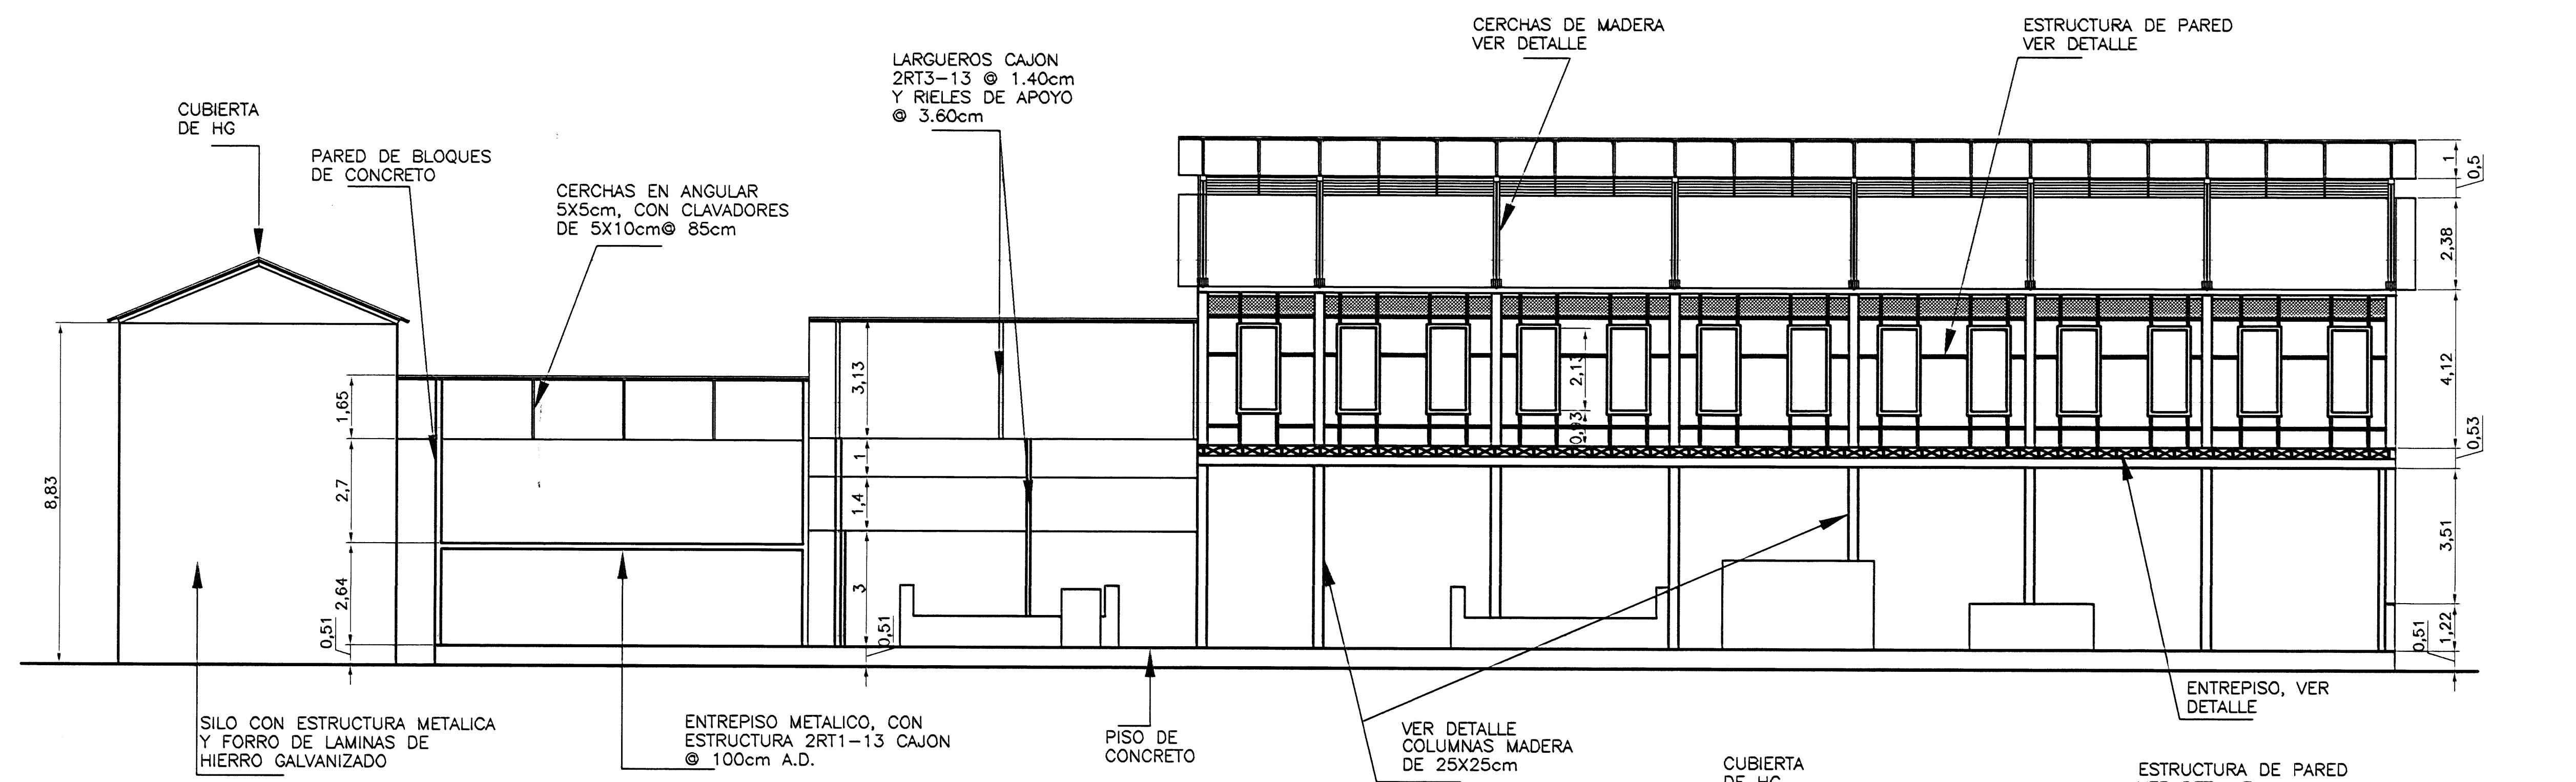 CERCHAS DE MADERA
VER DETALLE
ESTRUCTURA DE PARED
VER DETALLE
LARGUEROS CAJON
2RT3-13 @ 1.40cm
Y RIELES DE APOYO
@ 3.60cm
CUBIERTA
DE HG
PARED DE BLOQUES
DE CONCRETO
CERCHAS EN ANGULAR
5X5cm, CON CLAVADORES
DE 5X10cm@ 85cm
1
0,5
2,38
4,12
0,53
3,51
1,22
0,51
8,83
1,65
2,7
2,64
0,51
3,13
1
1,4
3
0,51
2,13
0,93
SILO CON ESTRUCTURA METALICA
Y FORRO DE LAMINAS DE
HIERRO GALVANIZADO
ENTREPISO METALICO, CON
ESTRUCTURA 2RT1-13 CAJON
@ 100cm A.D.
PISO DE
CONCRETO
VER DETALLE
COLUMNAS MADERA
DE 25X25cm
ENTREPISO, VER
DETALLE
CUBIERTA
DE HG
ESTRUCTURA DE PARED